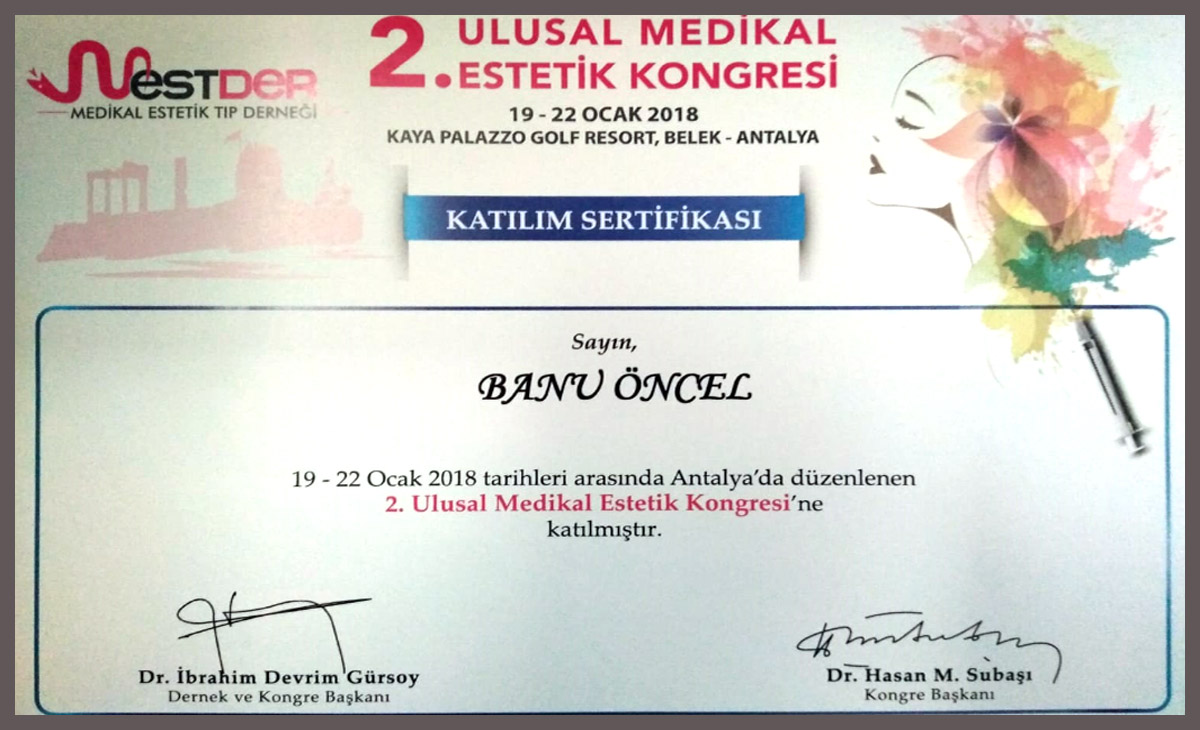 MESTDER
MEDİKAL ESTETİK TIP DERNEĞİ
2. ULUSAL MEDİKAL
ESTETİK KONGRESİ
19 - 22 OCAK 2018
KAYA PALAZZO GOLF RESORT, BELEK - ANTALYA
KATILIM SERTİFİKASI
Sayın,
BANU ÖNCEL
19 - 22 Ocak 2018 tarihleri arasında Antalya'da düzenlenen
2. Ulusal Medikal Estetik Kongresi'ne
katılmıştır.
Dr. İbrahim Devrim Gürsoy
Dernek ve Kongre Başkanı
Dr. Hasan M. Subaşı
Kongre Başkanı